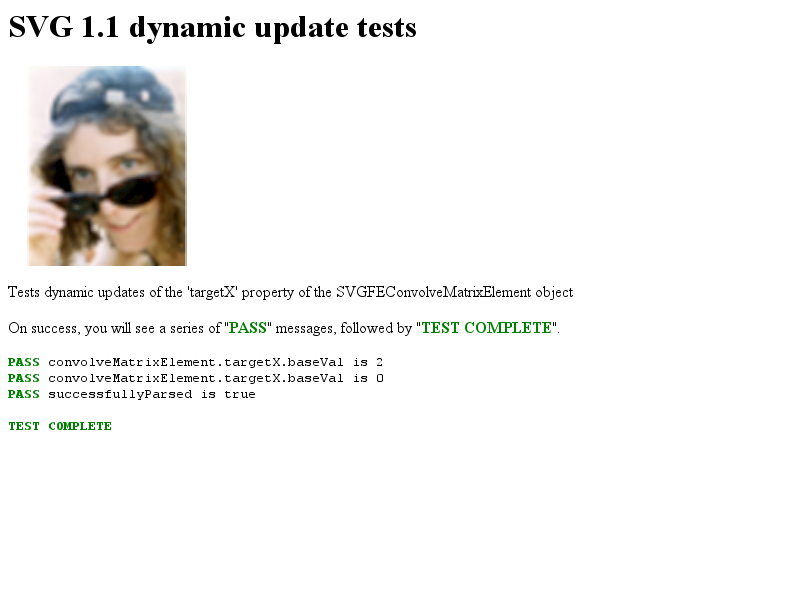 SVG 1.1 dynamic update tests
Tests dynamic updates of the 'targetX' property of the SVGFEConvolveMatrixElement object
On success, you will see a series of "PASS" messages, followed by "TEST COMPLETE".
PASS convolveMatrixElement.targetX.baseVal is 2
PASS convolveMatrixElement.targetX.baseVal is 0
PASS successfullyParsed is true
TEST COMPLETE